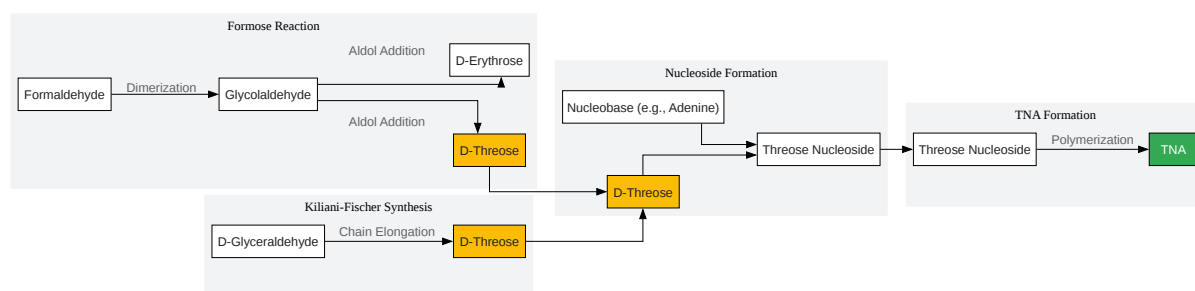 Formose Reaction
Aldol Addition
D-Erythrose
Formaldehyde
Dimerization
Glycolaldehyde
Aldol Addition
D-Threose
Kiliani-Fischer Synthesis
D-Glyceraldehyde
Chain Elongation
D-Threose
Nucleoside Formation
Nucleobase (e.g., Adenine)
Threose Nucleoside
D-Threose
TNA Formation
Threose Nucleoside
Polymerization
TNA